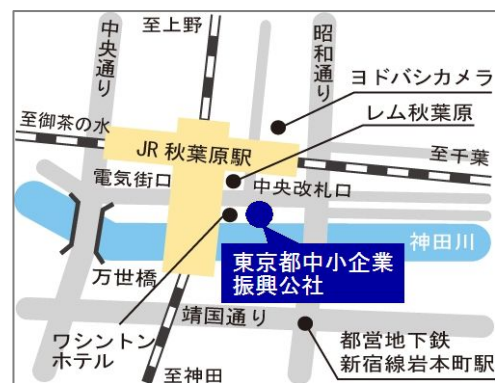 中央通り
至上野
昭和通り
ヨドバシカメラ
レム秋葉原
至御茶の水
JR秋葉原駅
至千葉
電気街口
中央改札口
神田川
東京都中小企業
振興公社
万世橋
靖国通り
ワシントン
ホテル
都営地下鉄
新宿線岩本町駅
至神田